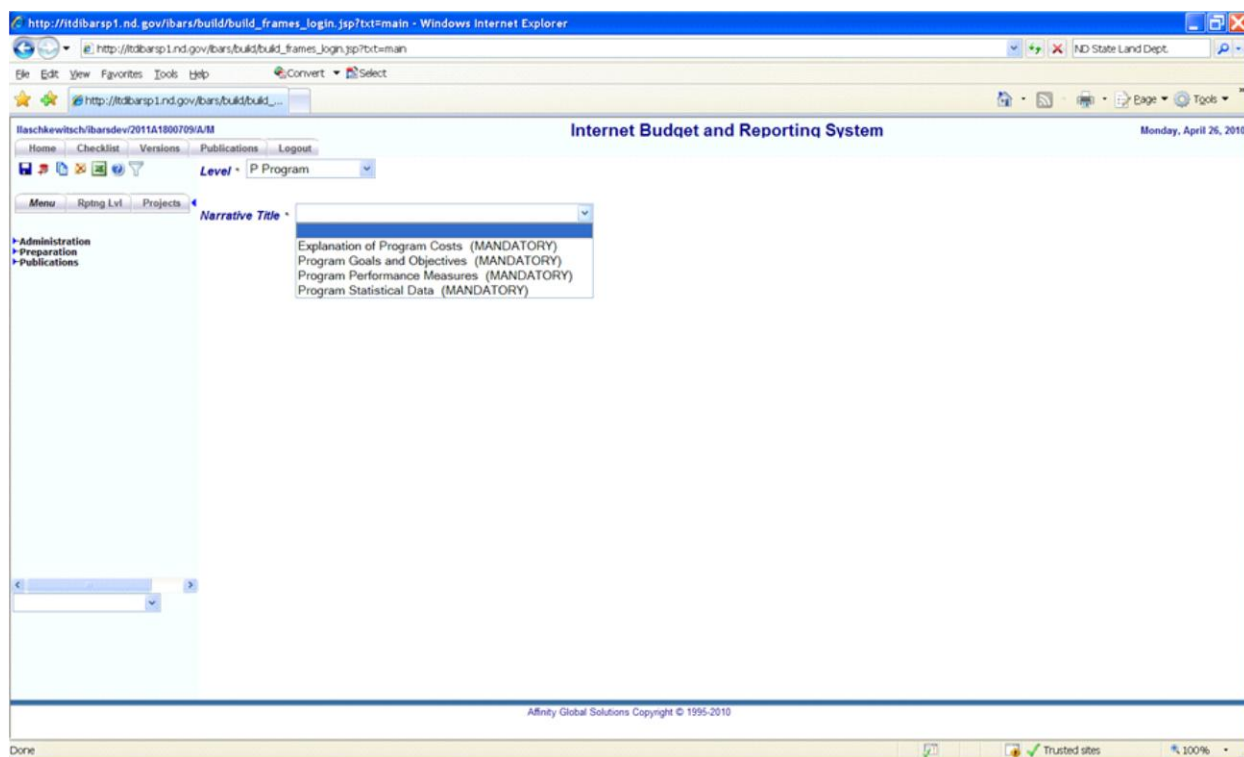 http://itdibarsp1.nd.gov/ibars/build/build_frames_login.jsp?txt=main - Windows Internet Explorer
http://itdibarsp1.nd.gov/ibars/build/build_frames_login.jsp?txt=main ND State Land Dept.
File Edit View Favorites Tools Help Convert Select
http://itdibarsp1.nd.gov/ibars/build/build_... Page Tools
llaschkewitsch/ibarsdev/2011A1800709/A/M Internet Budget and Reporting System Monday, April 26, 2010
Home Checklist Versions Publications Logout
Level * P Program
Menu Rptng Lvl Projects
Narrative Title *
Administration
Preparation
Publications
Explanation of Program Costs (MANDATORY)
Program Goals and Objectives (MANDATORY)
Program Performance Measures (MANDATORY)
Program Statistical Data (MANDATORY)
Affinity Global Solutions Copyright © 1995-2010
Done Trusted sites 100%